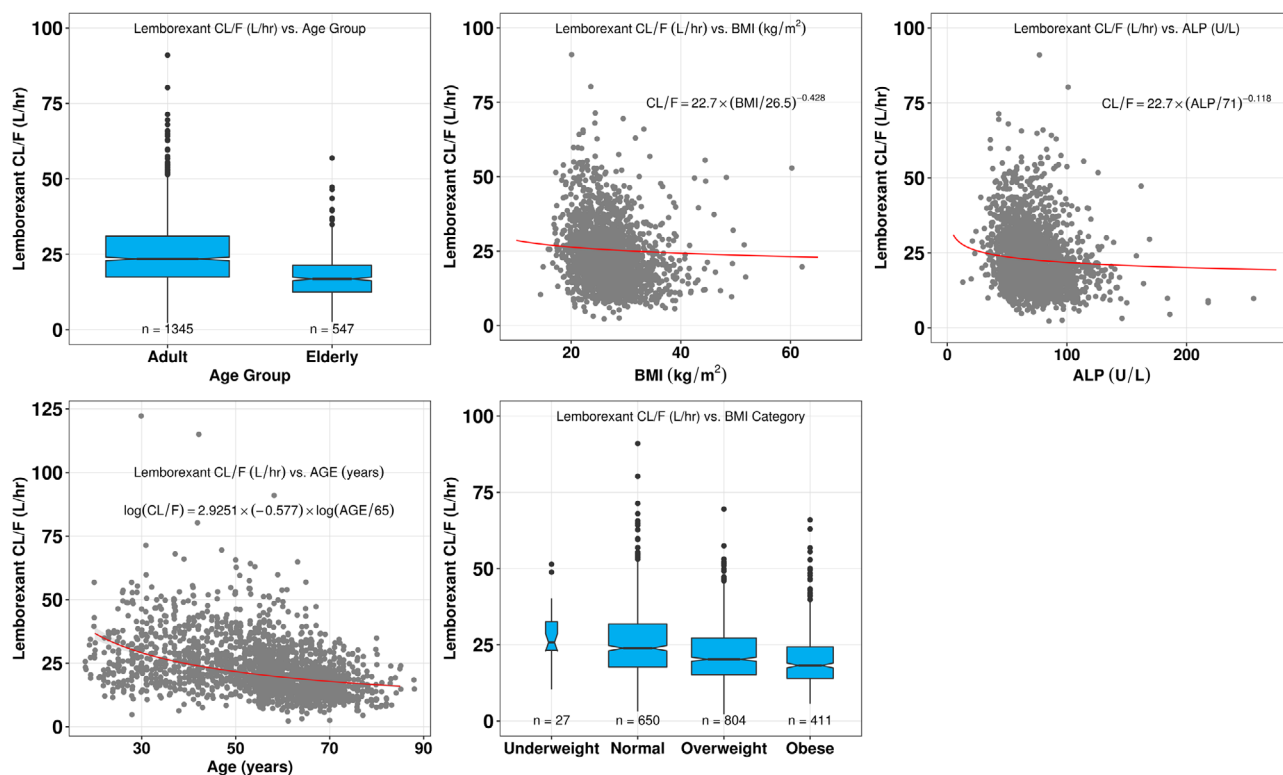 Lemborexant CL/F (L/hr) vs. Age Group
Lemborexant CL/F (L/hr)
100
75
50
25
0
n = 1345
n = 547
Adult
Elderly
Age Group
Lemborexant CL/F (L/hr) vs. BMI (kg/m²)
CL/F = 22.7 × (BMI/26.5)^−0.428
Lemborexant CL/F (L/hr)
100
75
50
25
0
20
40
60
BMI (kg/m²)
Lemborexant CL/F (L/hr) vs. ALP (U/L)
CL/F = 22.7 × (ALP/71)^−0.118
Lemborexant CL/F (L/hr)
100
75
50
25
0
0
100
200
ALP (U/L)
Lemborexant CL/F (L/hr) vs. AGE (years)
log(CL/F) = 2.9251 × (−0.577) × log(AGE/65)
Lemborexant CL/F (L/hr)
125
100
75
50
25
0
30
50
70
90
Age (years)
Lemborexant CL/F (L/hr) vs. BMI Category
Lemborexant CL/F (L/hr)
100
75
50
25
0
n = 27
n = 650
n = 804
n = 411
Underweight
Normal
Overweight
Obese